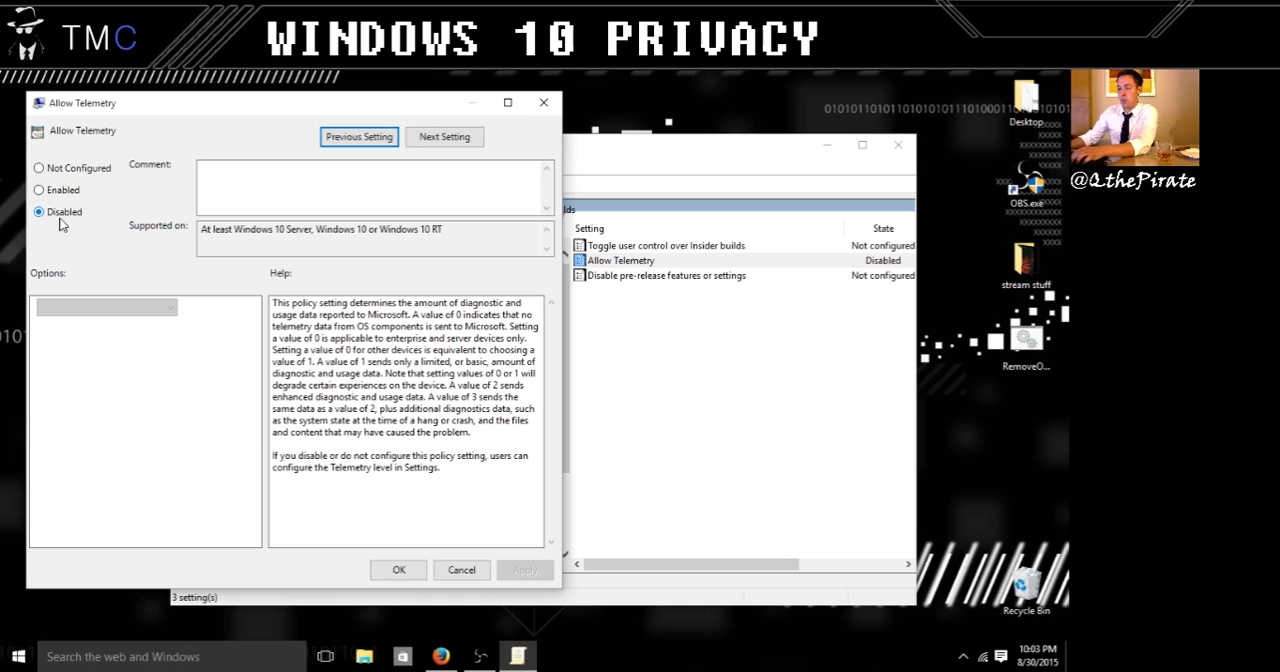 TMC
WINDOWS 10 PRIVACY
Allow Telemetry
Allow Telemetry
Previous Setting
Next Setting
Not Configured
Enabled
Disabled
Comment:
Supported on:
At least Windows 10 Server, Windows 10 or Windows 10 RT
Options:
Help:
This policy setting determines the amount of diagnostic and
usage data reported to Microsoft. A value of 0 indicates that no
telemetry data from OS components is sent to Microsoft. Setting
a value of 0 is applicable to enterprise and server devices only.
Setting a value of 0 for other devices is equivalent to choosing a
value of 1. A value of 1 sends only a limited, or basic, amount of
diagnostic and usage data. Note that setting values of 0 or 1 will
degrade certain experiences on the device. A value of 2 sends
enhanced diagnostic and usage data. A value of 3 sends the
same data as a value of 2, plus additional diagnostics data, such
as the system state at the time of a hang or crash, and the files
and content that may have caused the problem.
If you disable or do not configure this policy setting, users can
configure the Telemetry level in Settings.
OK
Cancel
Apply
lds
Setting
State
Toggle user control over Insider builds
Not configured
Allow Telemetry
Disabled
Disable pre-release features or settings
Not configured
3 setting(s)
Desktop
OBS.exe
stream stuff
RemoveO...
Recycle Bin
@QthePirate
Search the web and Windows
10:03 PM
8/30/2015